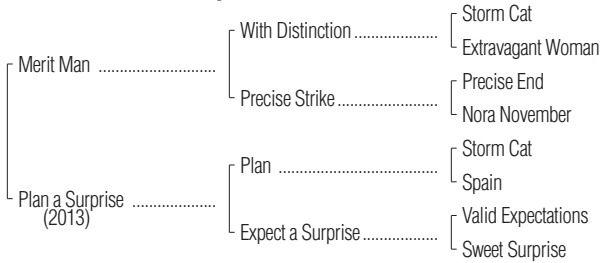 Storm Cat
With Distinction ....................
Extravagant Woman
Merit Man ............................
Precise End
Precise Strike ........................
Nora November
Storm Cat
Plan ......................................
Spain
Plan a Surprise ....................
(2013)
Valid Expectations
Expect a Surprise ..................
Sweet Surprise